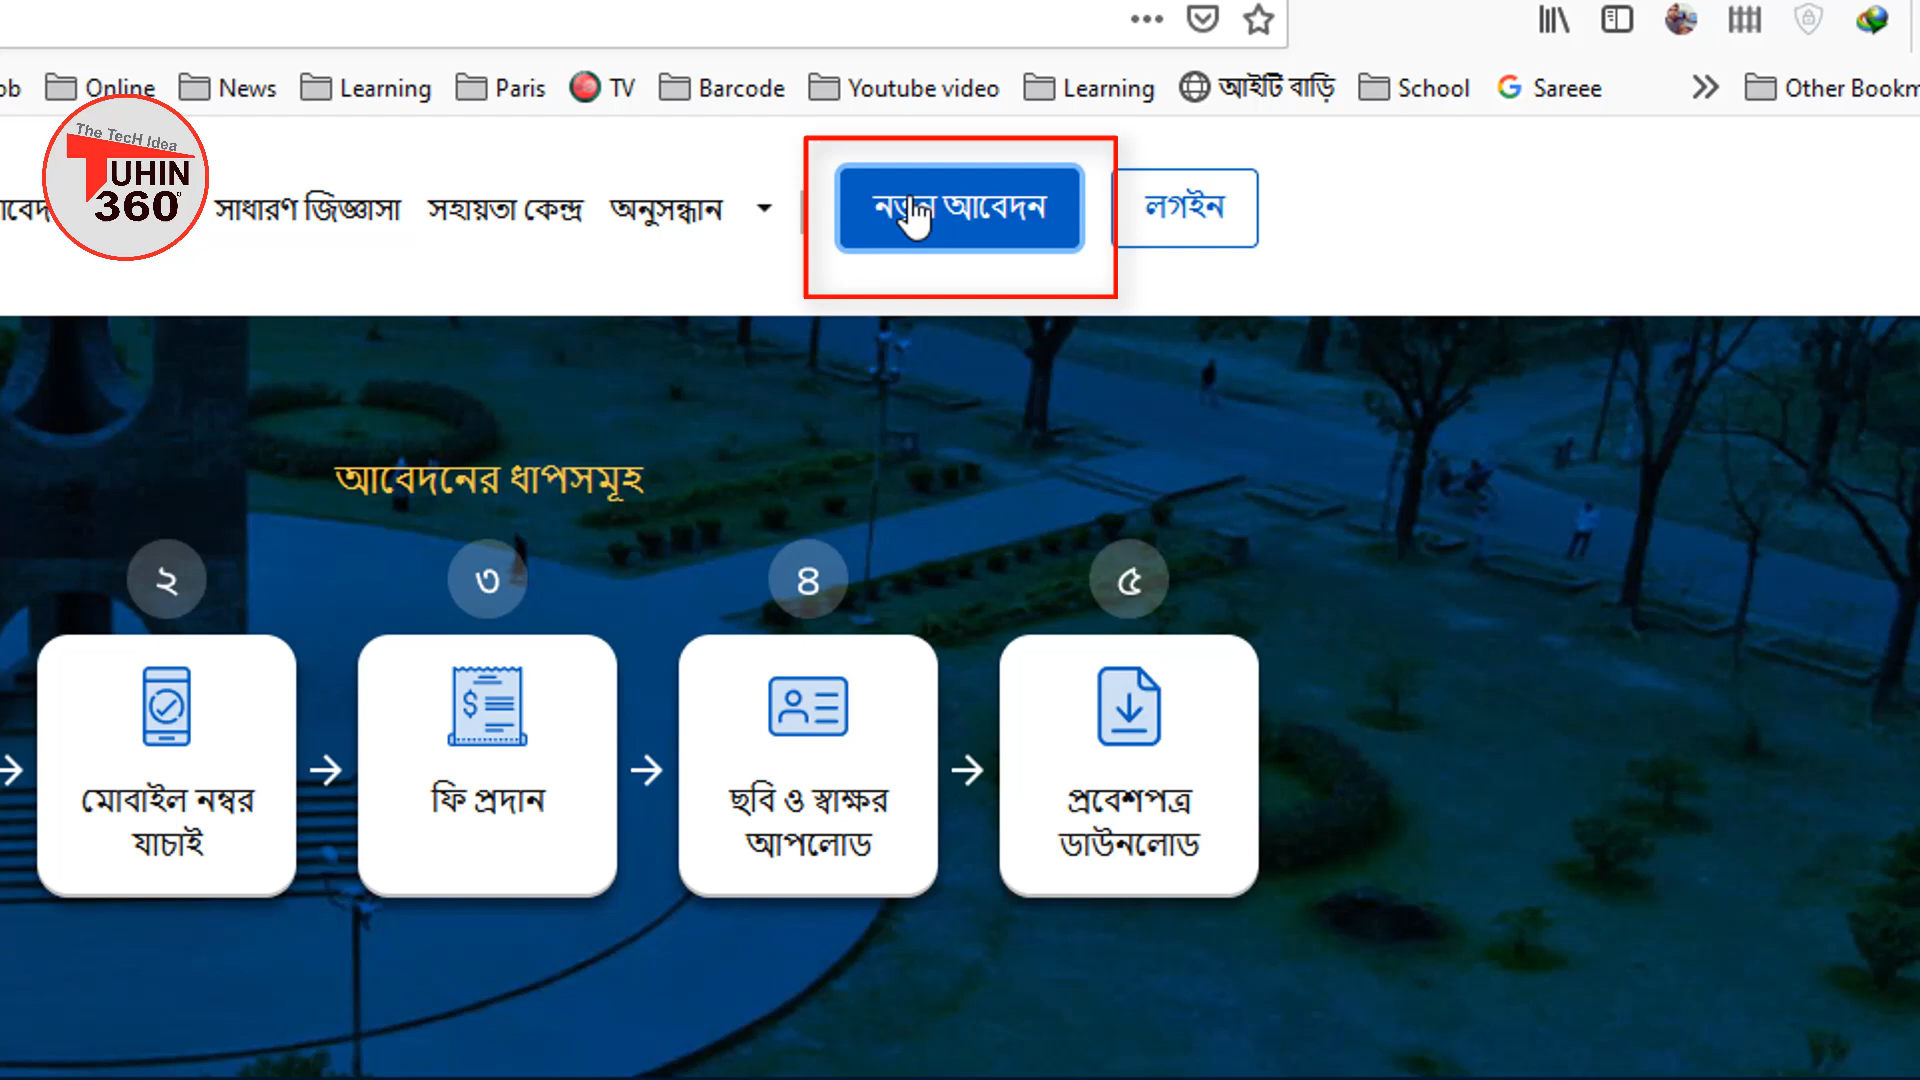 ob Online News Learning Paris TV Barcode Youtube video Learning আইটি বাড়ি School Sareee Other Bookm
The TecH Idea
TUHIN
360°
সাধারণ জিজ্ঞাসা সহায়তা কেন্দ্র অনুসন্ধান নতুন আবেদন লগইন
আবেদনের ধাপসমূহ
২ ৩ ৪ ৫
মোবাইল নম্বর
যাচাই
ফি প্রদান
ছবি ও স্বাক্ষর
আপলোড
প্রবেশপত্র
ডাউনলোড